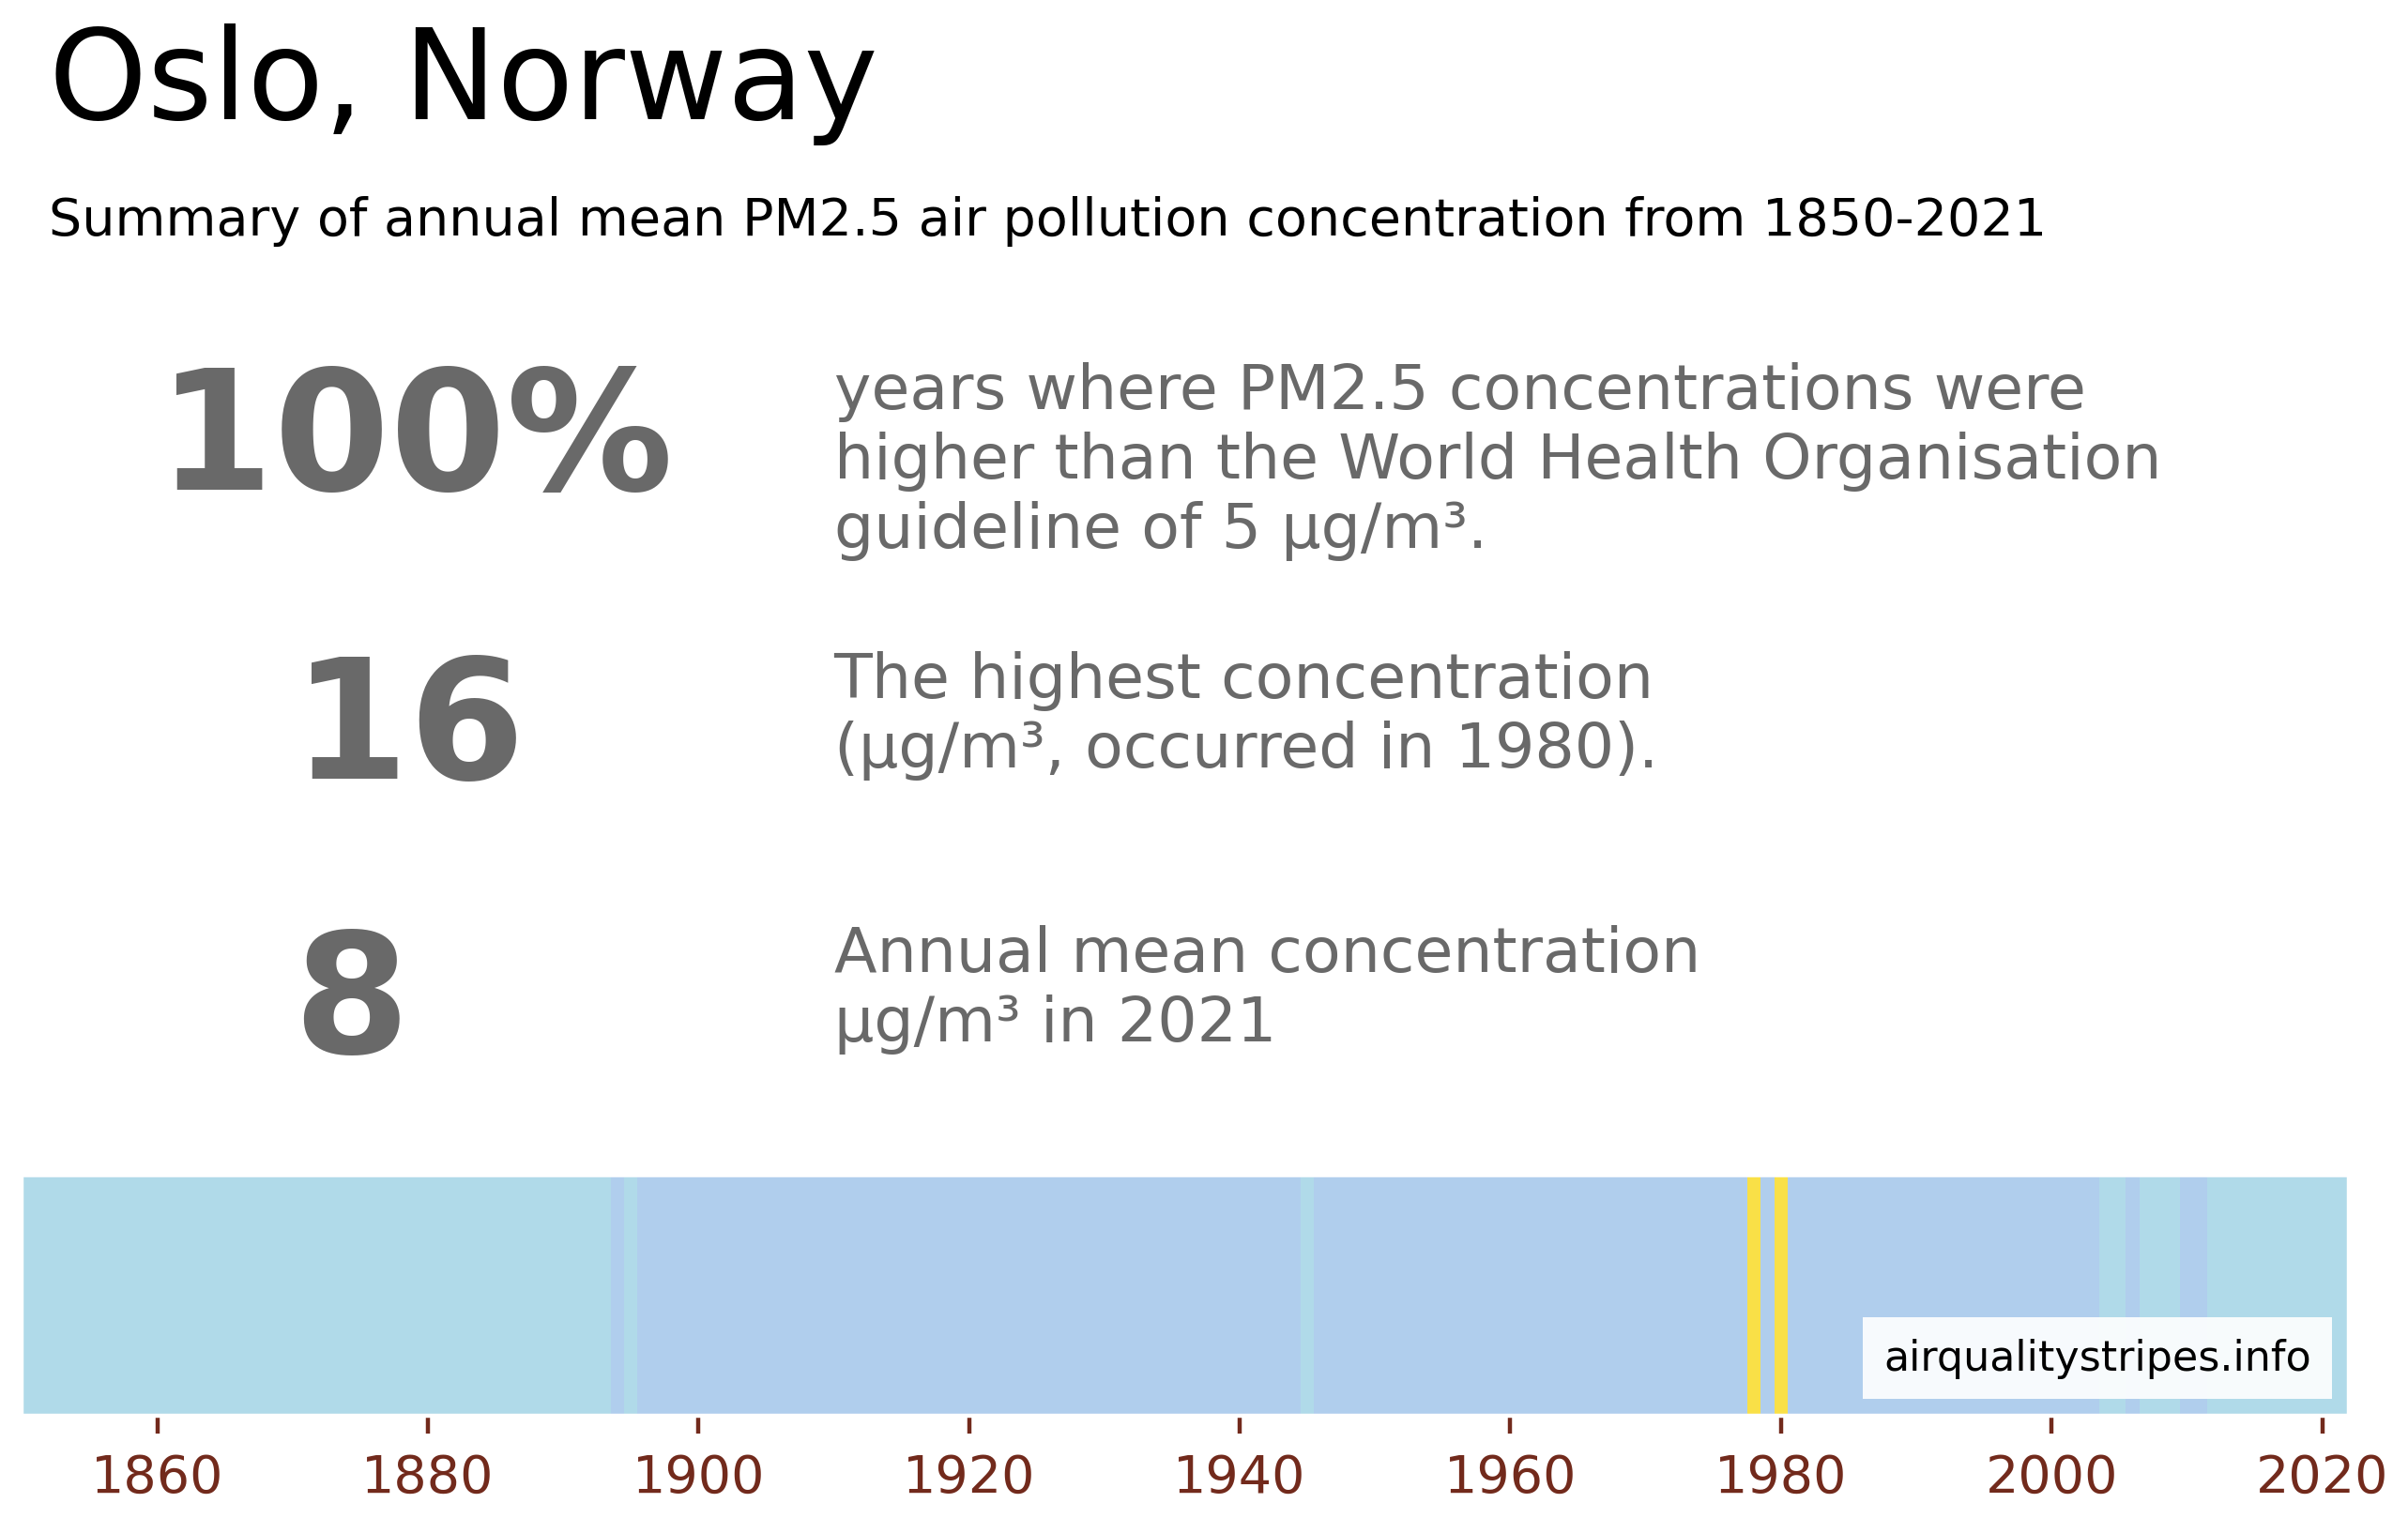 Oslo, Norway
Summary of annual mean PM2.5 air pollution concentration from 1850-2021
100%
years where PM2.5 concentrations were
higher than the World Health Organisation
guideline of 5 µg/m³.
16
The highest concentration
(µg/m³, occurred in 1980).
8
Annual mean concentration
µg/m³ in 2021
airqualitystripes.info
1860 1880 1900 1920 1940 1960 1980 2000 2020